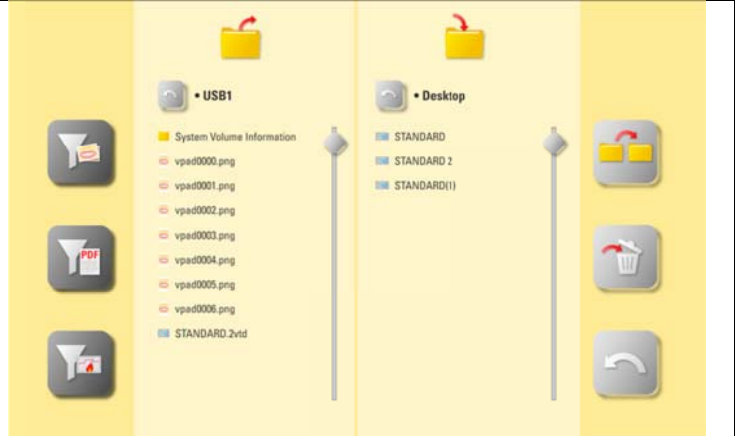 • USB1
System Volume Information
vpad0000.png
vpad0001.png
vpad0002.png
vpad0003.png
vpad0004.png
vpad0005.png
vpad0006.png
STANDARD.2vtd
• Desktop
STANDARD
STANDARD 2
STANDARD(1)
PDF